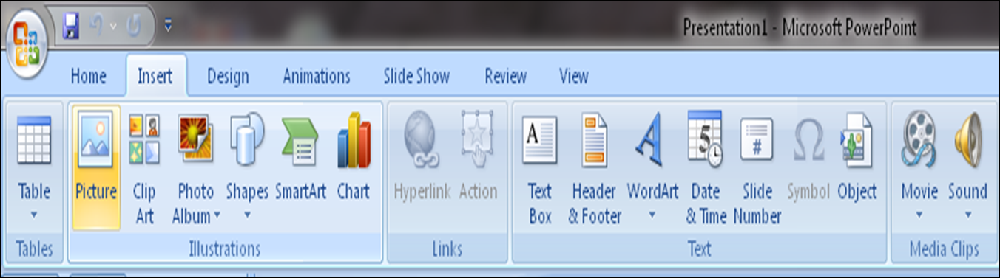 Presentation1 - Microsoft PowerPoint
Home Insert Design Animations Slide Show Review View
Table Picture Clip Photo Shapes SmartArt Chart Hyperlink Action Text Header WordArt Date Slide Symbol Object Movie Sound
Art Album Box & Footer & Time Number
Tables Illustrations Links Text Media Clips